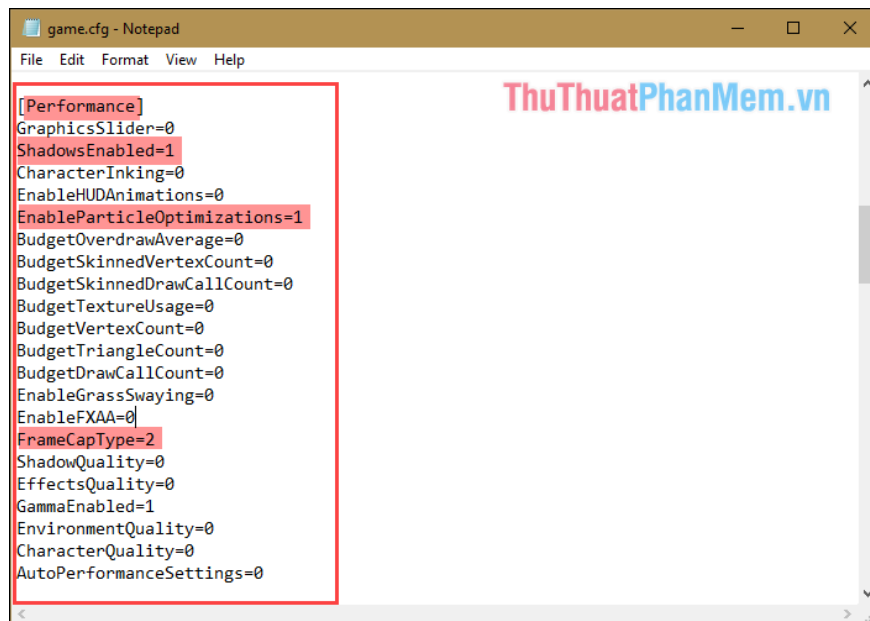 game.cfg - Notepad
File Edit Format View Help
ThuThuatPhanMem.vn
[Performance]
GraphicsSlider=0
ShadowsEnabled=1
CharacterInking=0
EnableHUDAnimations=0
EnableParticleOptimizations=1
BudgetOverdrawAverage=0
BudgetSkinnedVertexCount=0
BudgetSkinnedDrawCallCount=0
BudgetTextureUsage=0
BudgetVertexCount=0
BudgetTriangleCount=0
BudgetDrawCallCount=0
EnableGrassSwaying=0
EnableFXAA=0
FrameCapType=2
ShadowQuality=0
EffectsQuality=0
GammaEnabled=1
EnvironmentQuality=0
CharacterQuality=0
AutoPerformanceSettings=0